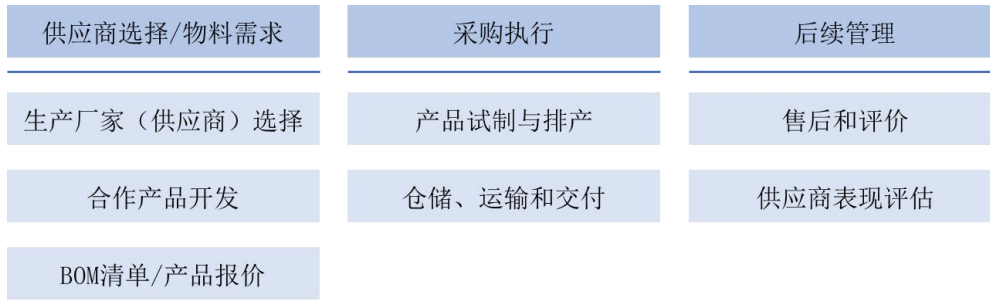 供应商选择/物料需求
采购执行
后续管理
生产厂家（供应商）选择
产品试制与排产
售后和评价
合作产品开发
仓储、运输和交付
供应商表现评估
BOM清单/产品报价